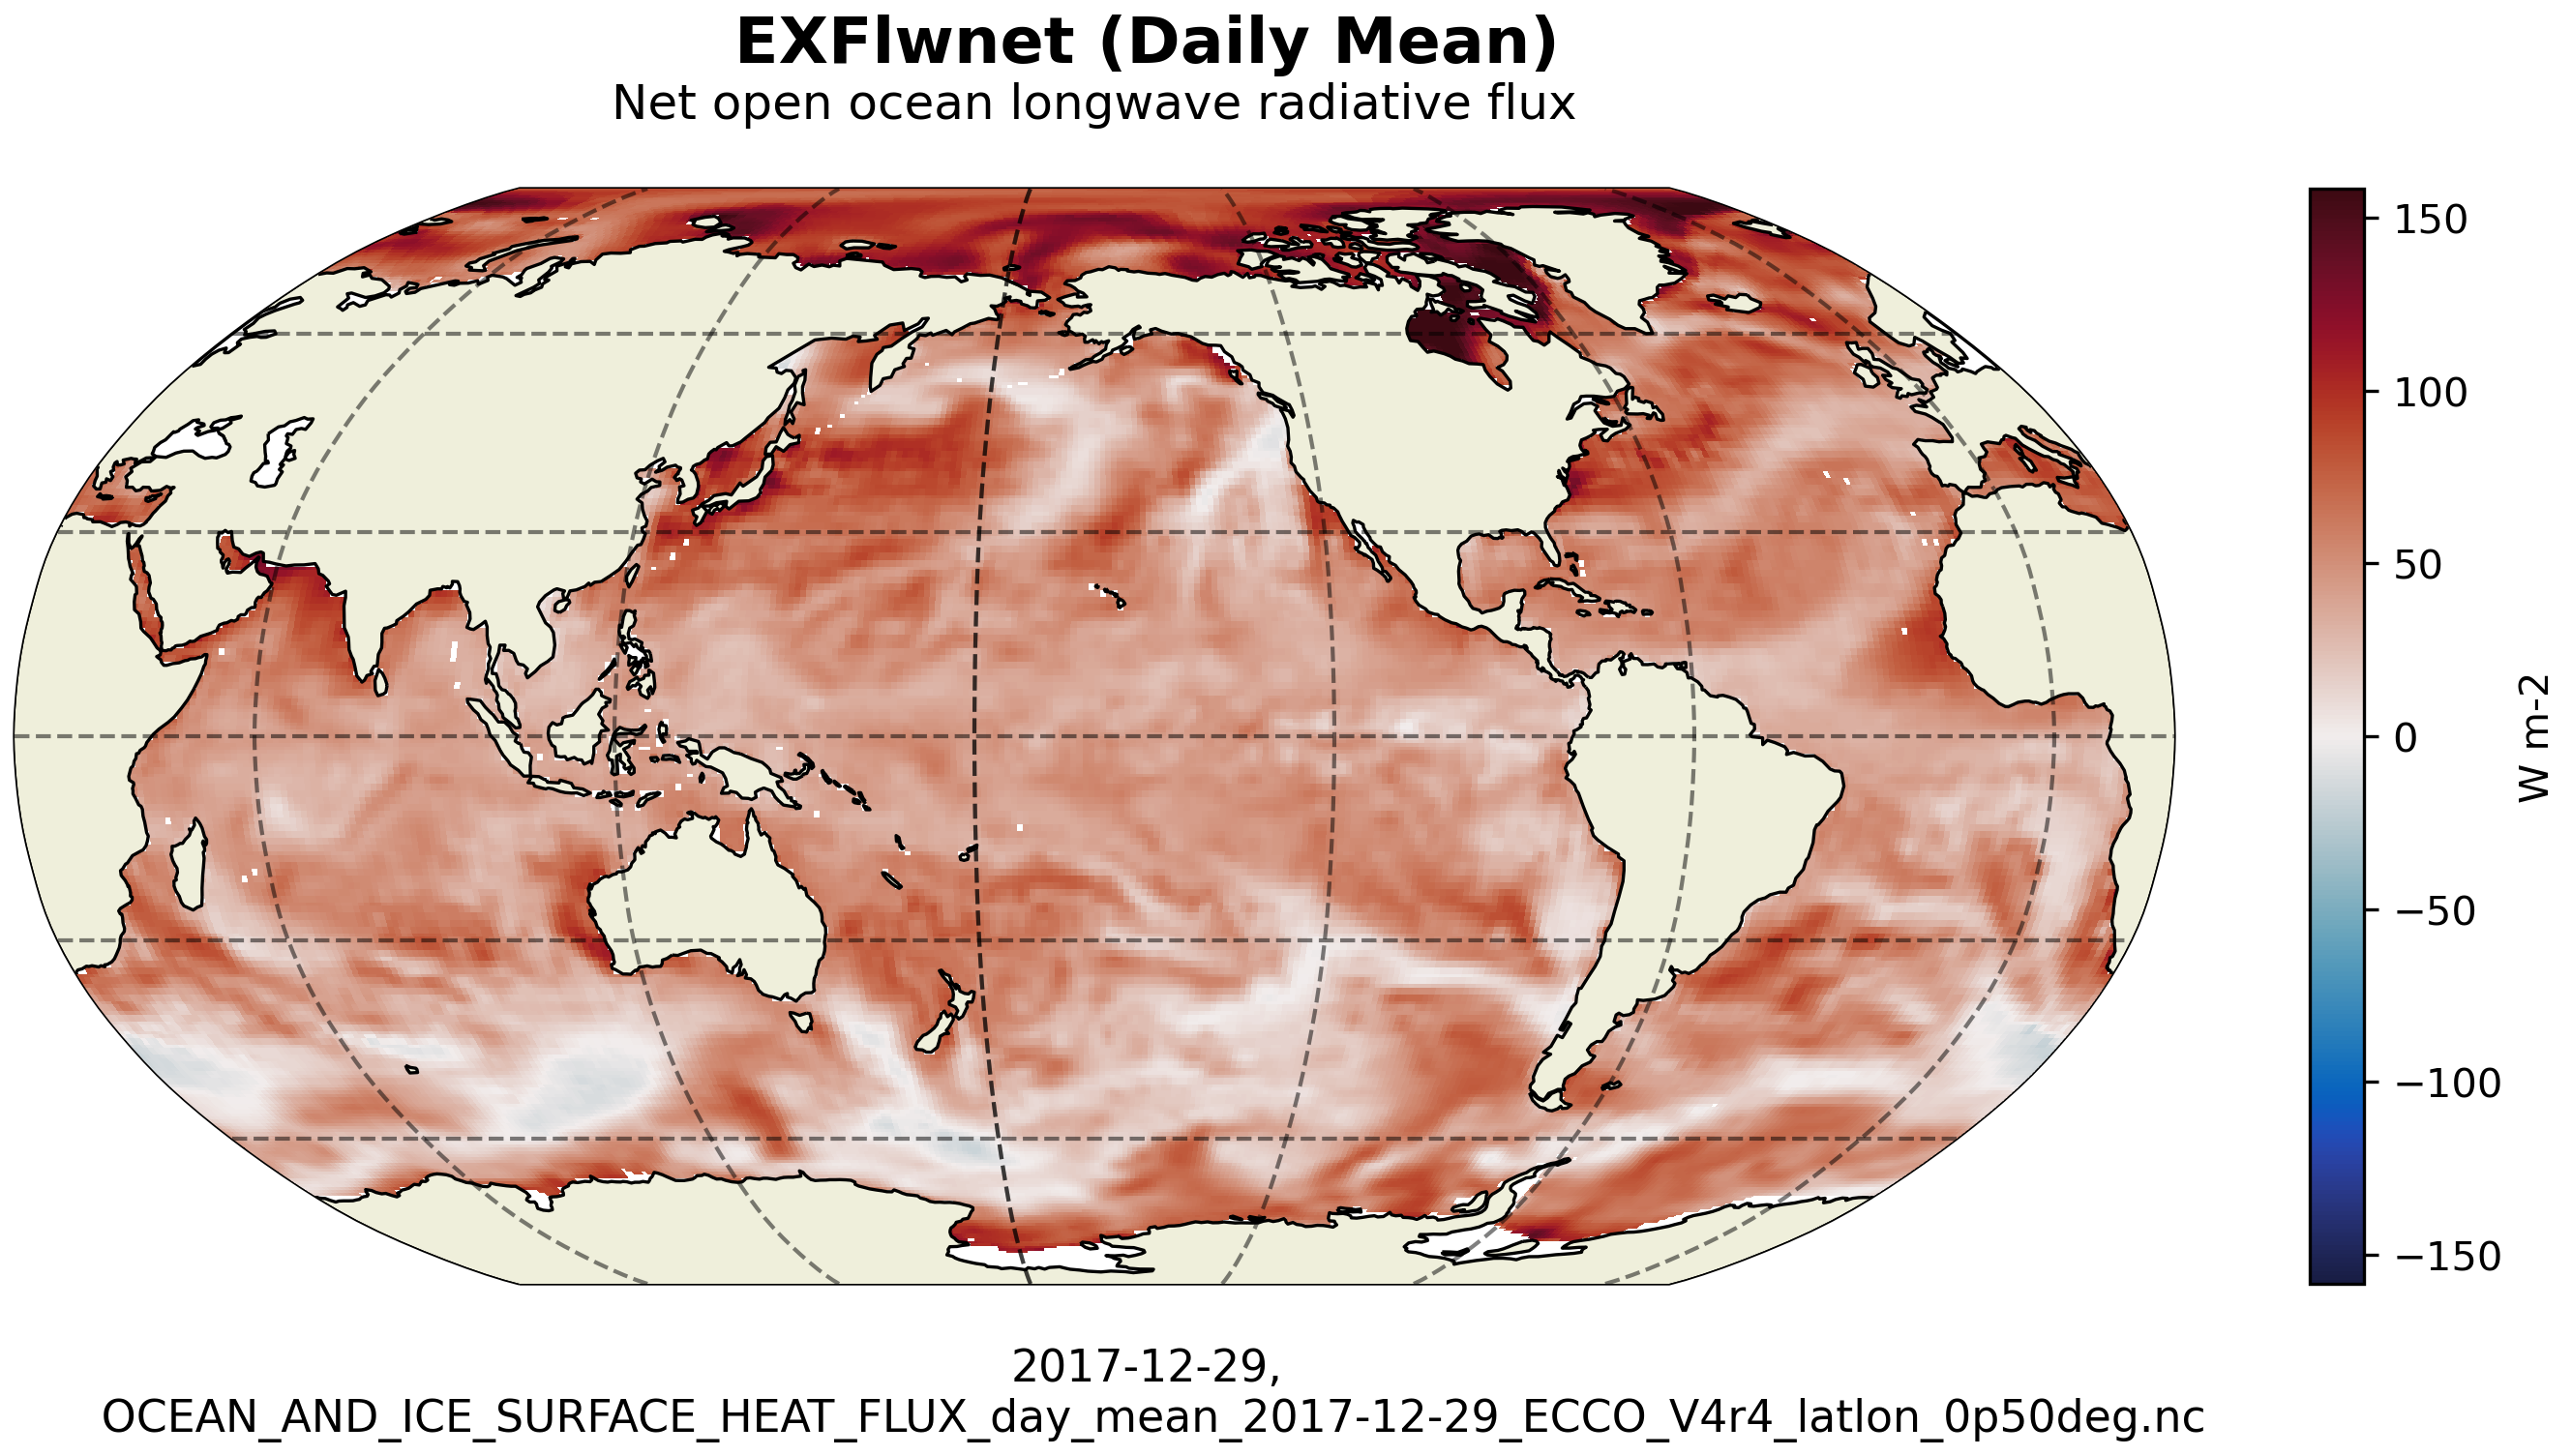 EXFlwnet (Daily Mean)
Net open ocean longwave radiative flux
150
100
50
0
−50
−100
−150
W m-2
2017-12-29,
OCEAN_AND_ICE_SURFACE_HEAT_FLUX_day_mean_2017-12-29_ECCO_V4r4_latlon_0p50deg.nc